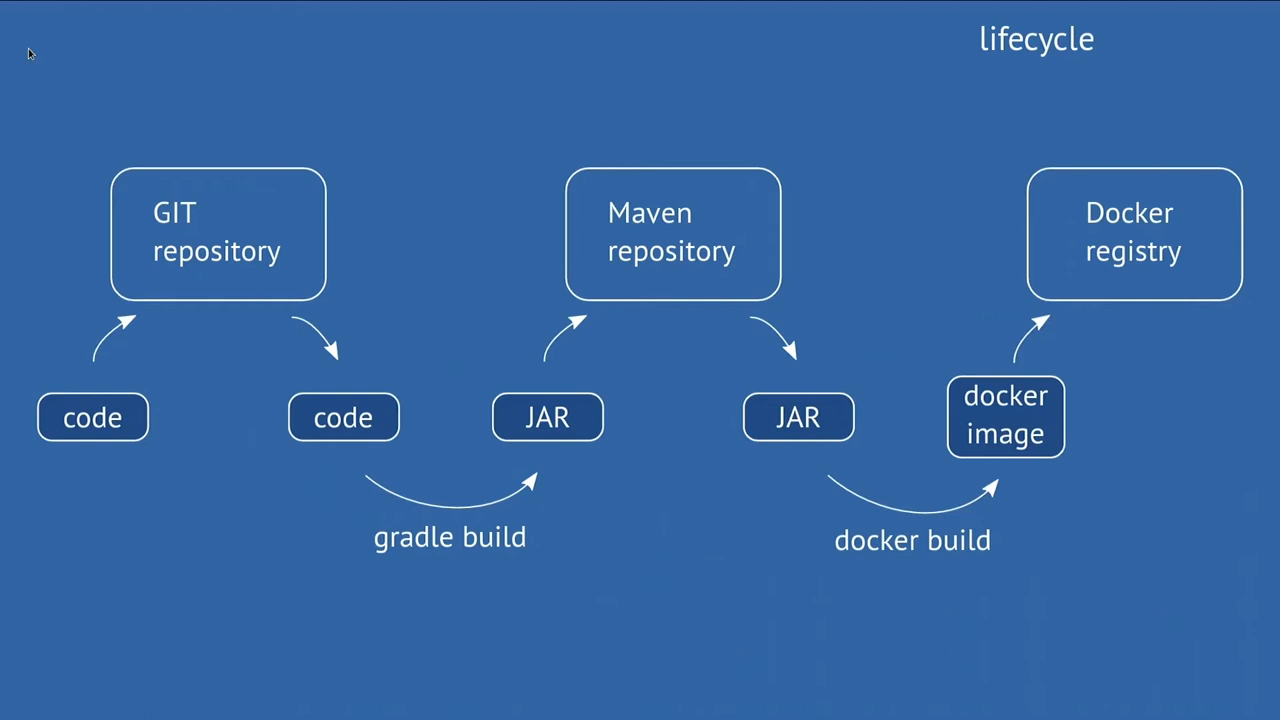 lifecycle
GIT
repository
Maven
repository
Docker
registry
code
code
JAR
JAR
docker
image
gradle build
docker build